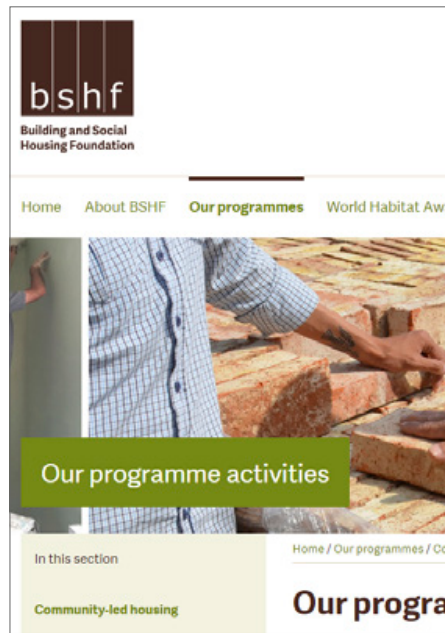 bshf
Building and Social
Housing Foundation
Home About BSHF Our programmes World Habitat Aw
Our programme activities
In this section
Home / Our programmes / Co
Community-led housing
Our progra